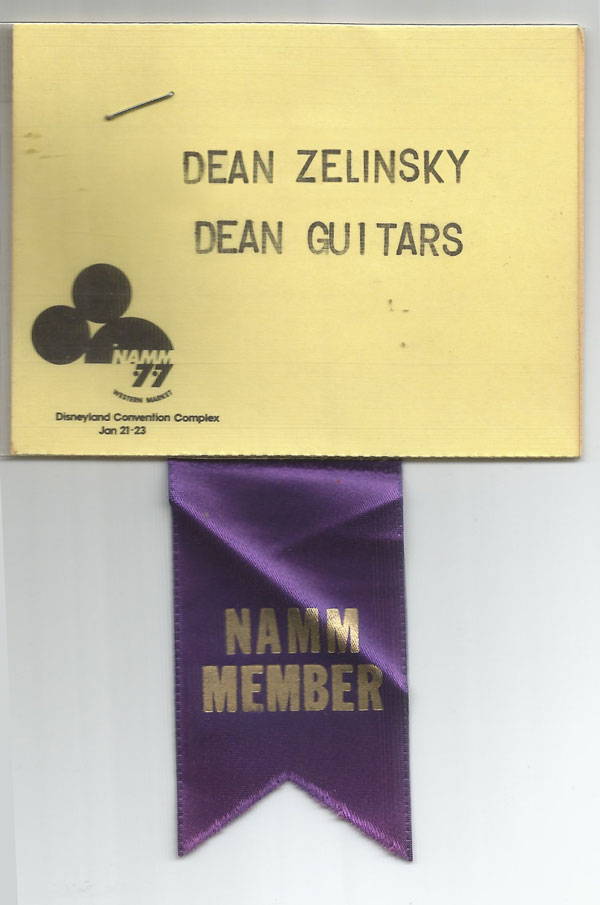 DEAN ZELINSKY
DEAN GUITARS
NAMM
'77
WESTERN MARKET
Disneyland Convention Complex
Jan 21-23
NAMM
MEMBER